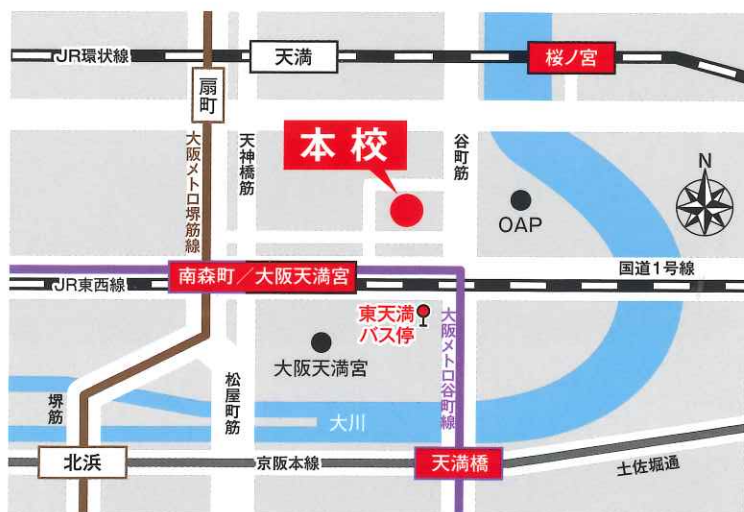 JR環状線
天満
桜ノ宮
扇町
大阪メトロ堺筋線
天神橋筋
本校
谷町筋
N
OAP
国道1号線
南森町/大阪天満宮
JR東西線
東天満
バス停
大阪天満宮
大阪メトロ谷町線
松屋町筋
堺筋
大川
北浜
京阪本線
天満橋
土佐堀通